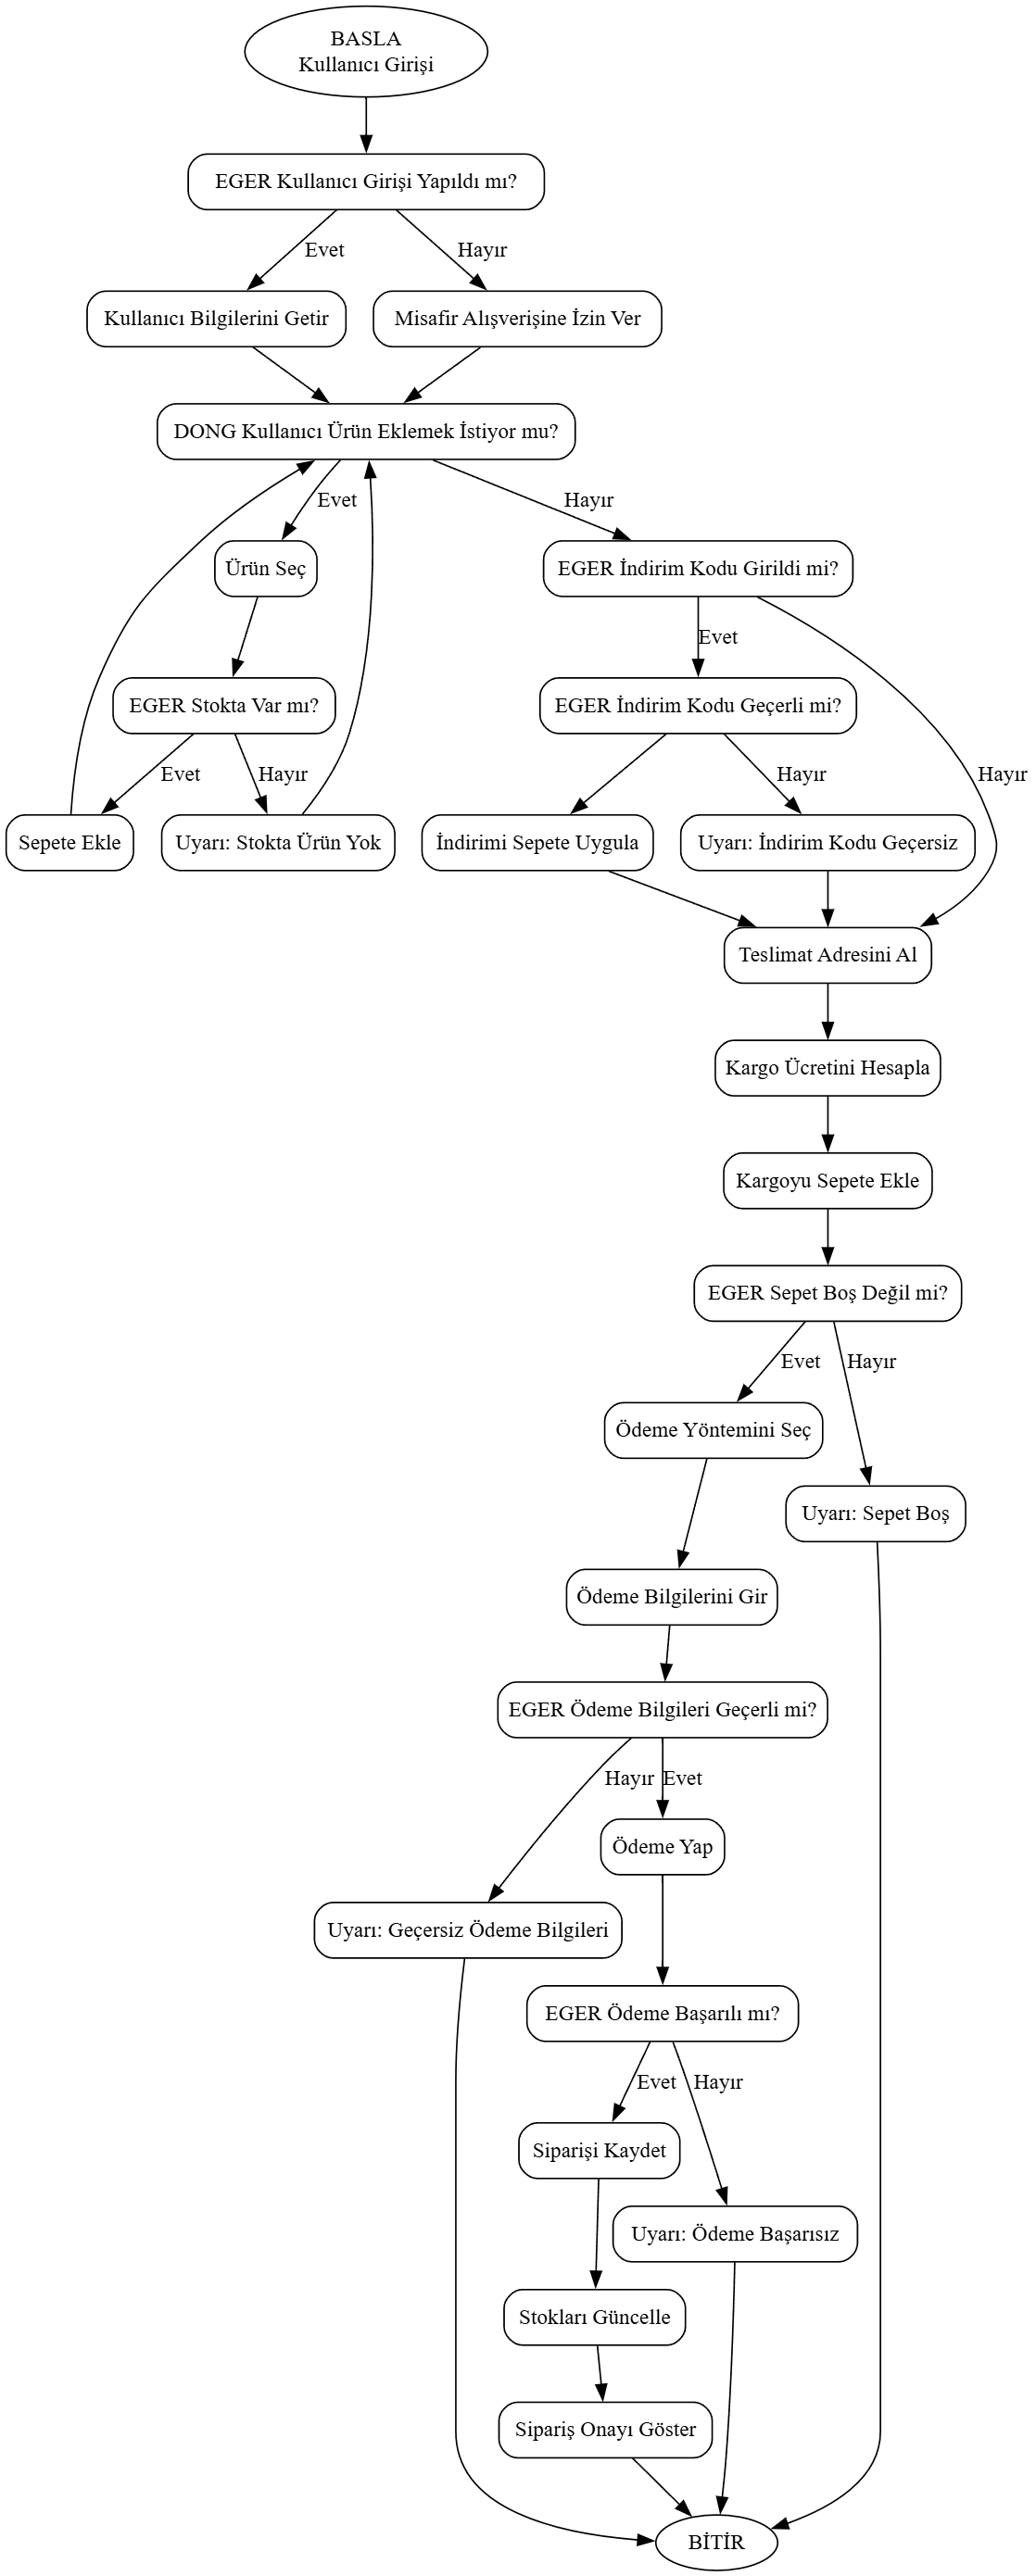 BASLA
Kullanıcı Girişi
EGER Kullanıcı Girişi Yapıldı mı?
Evet
Hayır
Kullanıcı Bilgilerini Getir
Misafir Alışverişine İzin Ver
DONG Kullanıcı Ürün Eklemek İstiyor mu?
Evet
Hayır
Ürün Seç
EGER İndirim Kodu Girildi mi?
Evet
EGER Stokta Var mı?
EGER İndirim Kodu Geçerli mi?
Evet
Hayır
Hayır
Hayır
Sepete Ekle
Uyarı: Stokta Ürün Yok
İndirimi Sepete Uygula
Uyarı: İndirim Kodu Geçersiz
Teslimat Adresini Al
Kargo Ücretini Hesapla
Kargoyu Sepete Ekle
EGER Sepet Boş Değil mi?
Evet
Hayır
Ödeme Yöntemini Seç
Uyarı: Sepet Boş
Ödeme Bilgilerini Gir
EGER Ödeme Bilgileri Geçerli mi?
Hayır
Evet
Ödeme Yap
Uyarı: Geçersiz Ödeme Bilgileri
EGER Ödeme Başarılı mı?
Evet
Hayır
Siparişi Kaydet
Uyarı: Ödeme Başarısız
Stokları Güncelle
Sipariş Onayı Göster
BİTİR